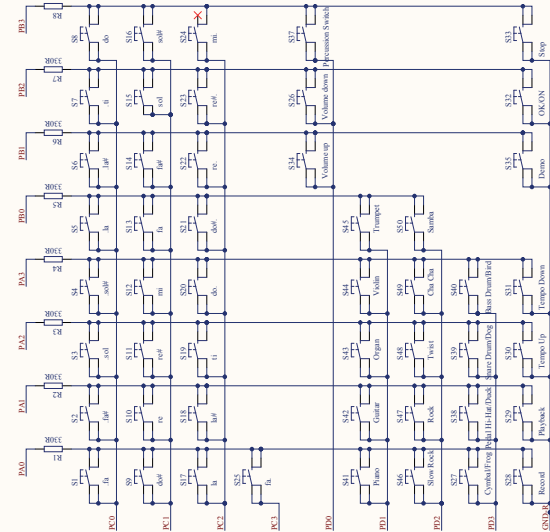 PB3
R8
S8
do
S16
sol#
S24
mi.
S37
Percussion Switch
S33
Stop
330R
PB2
R7
S7
.ti
S15
sol
S23
re#.
S26
Volume down
S32
OK/ON
330R
PB1
R6
S6
.la#
S14
fa#
S22
re.
S34
Volume up
S35
Demo
330R
PB0
R5
S5
.la
S13
fa
S21
do#.
S45
Trumpet
S50
Samba
330R
PA3
R4
S4
.sol#
S12
mi
S20
do.
S44
Violin
S49
Cha Cha
S40
Bass Drum/Bird
S31
Tempo Down
330R
PA2
R3
S3
.sol
S11
re#
S19
ti
S43
Organ
S48
Twist
S39
Snare Drum/Dog
S30
Tempo Up
330R
PA1
R2
S2
.fa#
S10
re
S18
la#
S42
Guitar
S47
Rock
S38
Pedal Hi-Hat/Duck
S29
Playback
330R
PA0
R1
S1
.fa
S9
do#
S17
la
S25
fa.
S41
Piano
S46
Slow Rock
S27
Cymbal/Frog
S28
Record
330R
PC0
PC1
PC2
PC3
PD0
PD1
PD2
PD3